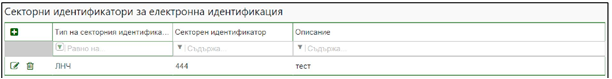 Секторни идентификатори за електронна идентификация
Тип на секторния идентифика... Секторен идентификатор Описание
Равно на... Съдържа... Съдържа...
ЛНЧ 444 тест